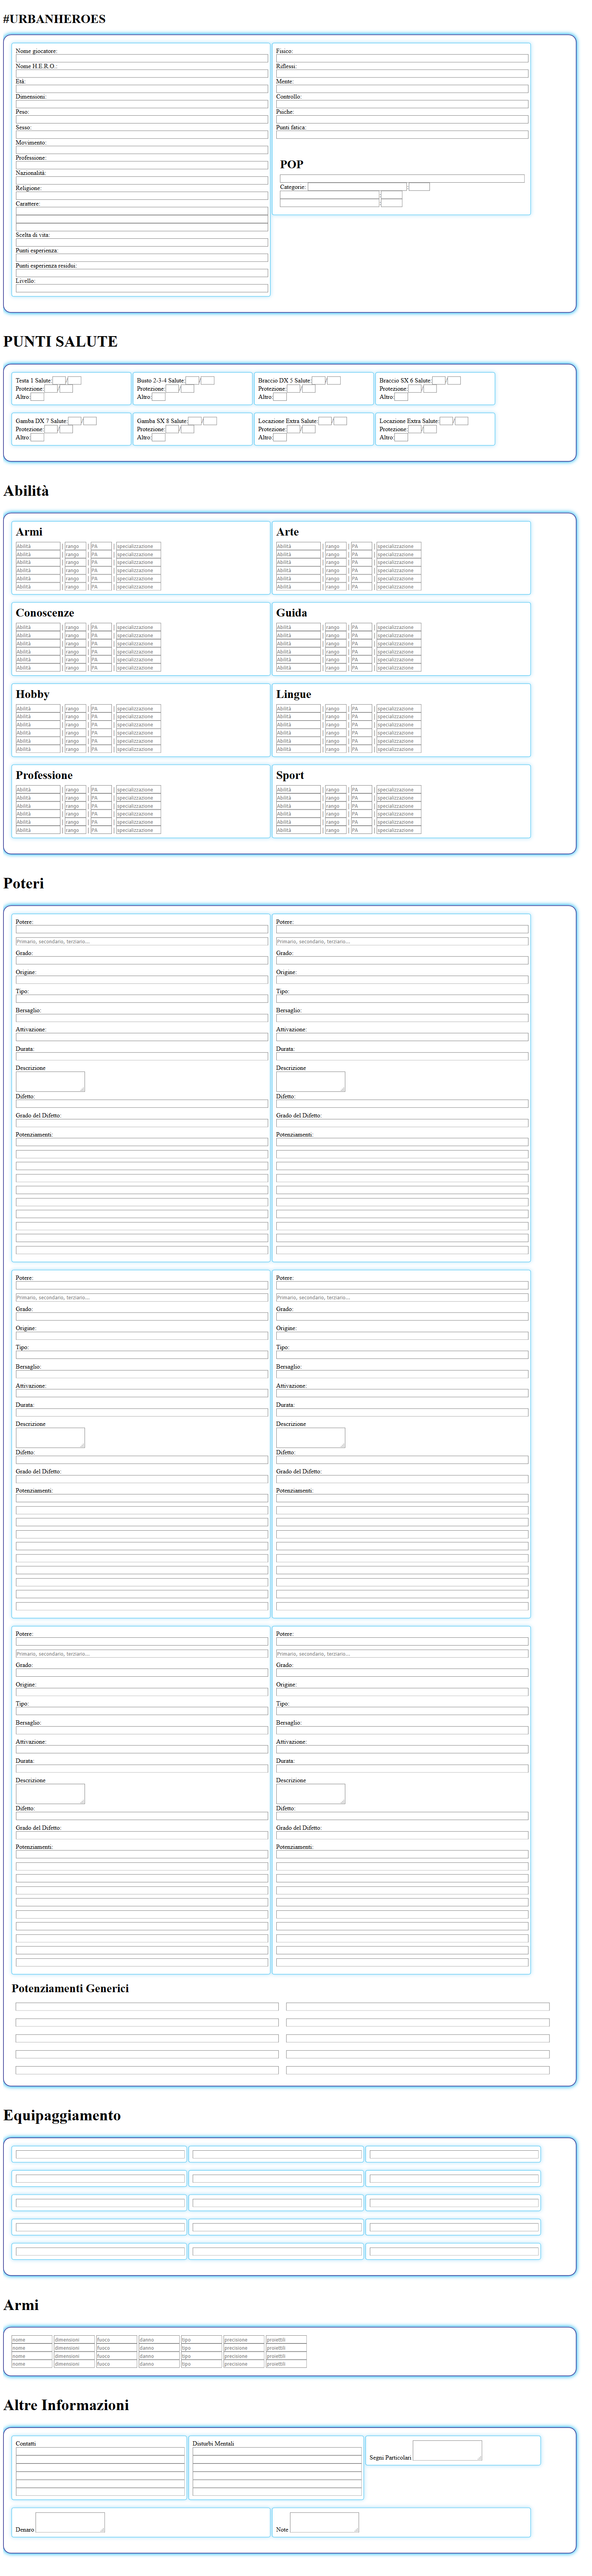 #URBANHEROES
Nome giocatore:
Nome H.E.R.O.:
Età:
Dimensioni:
Peso:
Sesso:
Movimento:
Professione:
Nazionalità:
Religione:
Carattere:
Scelta di vita:
Punti esperienza:
Punti esperienza residui:
Livello:
Fisico:
Riflessi:
Mente:
Controllo:
Psiche:
Punti fatica:
POP
Categorie:
PUNTI SALUTE
Testa 1 Salute: /
Protezione: /
Altro:
Busto 2-3-4 Salute: /
Protezione: /
Altro:
Braccio DX 5 Salute: /
Protezione: /
Altro:
Braccio SX 6 Salute: /
Protezione: /
Altro:
Gamba DX 7 Salute: /
Protezione: /
Altro:
Gamba SX 8 Salute: /
Protezione: /
Altro:
Locazione Extra Salute: /
Protezione: /
Altro:
Locazione Extra Salute: /
Protezione: /
Altro:
Abilità
Armi
Abilità | rango | PA | specializzazione
Abilità | rango | PA | specializzazione
Abilità | rango | PA | specializzazione
Abilità | rango | PA | specializzazione
Abilità | rango | PA | specializzazione
Abilità | rango | PA | specializzazione
Arte
Abilità | rango | PA | specializzazione
Abilità | rango | PA | specializzazione
Abilità | rango | PA | specializzazione
Abilità | rango | PA | specializzazione
Abilità | rango | PA | specializzazione
Abilità | rango | PA | specializzazione
Conoscenze
Abilità | rango | PA | specializzazione
Abilità | rango | PA | specializzazione
Abilità | rango | PA | specializzazione
Abilità | rango | PA | specializzazione
Abilità | rango | PA | specializzazione
Abilità | rango | PA | specializzazione
Guida
Abilità | rango | PA | specializzazione
Abilità | rango | PA | specializzazione
Abilità | rango | PA | specializzazione
Abilità | rango | PA | specializzazione
Abilità | rango | PA | specializzazione
Abilità | rango | PA | specializzazione
Hobby
Abilità | rango | PA | specializzazione
Abilità | rango | PA | specializzazione
Abilità | rango | PA | specializzazione
Abilità | rango | PA | specializzazione
Abilità | rango | PA | specializzazione
Abilità | rango | PA | specializzazione
Lingue
Abilità | rango | PA | specializzazione
Abilità | rango | PA | specializzazione
Abilità | rango | PA | specializzazione
Abilità | rango | PA | specializzazione
Abilità | rango | PA | specializzazione
Abilità | rango | PA | specializzazione
Professione
Abilità | rango | PA | specializzazione
Abilità | rango | PA | specializzazione
Abilità | rango | PA | specializzazione
Abilità | rango | PA | specializzazione
Abilità | rango | PA | specializzazione
Abilità | rango | PA | specializzazione
Sport
Abilità | rango | PA | specializzazione
Abilità | rango | PA | specializzazione
Abilità | rango | PA | specializzazione
Abilità | rango | PA | specializzazione
Abilità | rango | PA | specializzazione
Abilità | rango | PA | specializzazione
Poteri
Potere:
Primario, secondario, terziario...
Grado:
Origine:
Tipo:
Bersaglio:
Attivazione:
Durata:
Descrizione
Difetto:
Grado del Difetto:
Potenziamenti:
Potere:
Primario, secondario, terziario...
Grado:
Origine:
Tipo:
Bersaglio:
Attivazione:
Durata:
Descrizione
Difetto:
Grado del Difetto:
Potenziamenti:
Potere:
Primario, secondario, terziario...
Grado:
Origine:
Tipo:
Bersaglio:
Attivazione:
Durata:
Descrizione
Difetto:
Grado del Difetto:
Potenziamenti:
Potere:
Primario, secondario, terziario...
Grado:
Origine:
Tipo:
Bersaglio:
Attivazione:
Durata:
Descrizione
Difetto:
Grado del Difetto:
Potenziamenti:
Potere:
Primario, secondario, terziario...
Grado:
Origine:
Tipo:
Bersaglio:
Attivazione:
Durata:
Descrizione
Difetto:
Grado del Difetto:
Potenziamenti:
Potere:
Primario, secondario, terziario...
Grado:
Origine:
Tipo:
Bersaglio:
Attivazione:
Durata:
Descrizione
Difetto:
Grado del Difetto:
Potenziamenti:
Potenziamenti Generici
Equipaggiamento
Armi
nome dimensioni fuoco danno tipo precisione proiettili
nome dimensioni fuoco danno tipo precisione proiettili
nome dimensioni fuoco danno tipo precisione proiettili
nome dimensioni fuoco danno tipo precisione proiettili
Altre Informazioni
Contatti
Disturbi Mentali
Segni Particolari
Denaro
Note